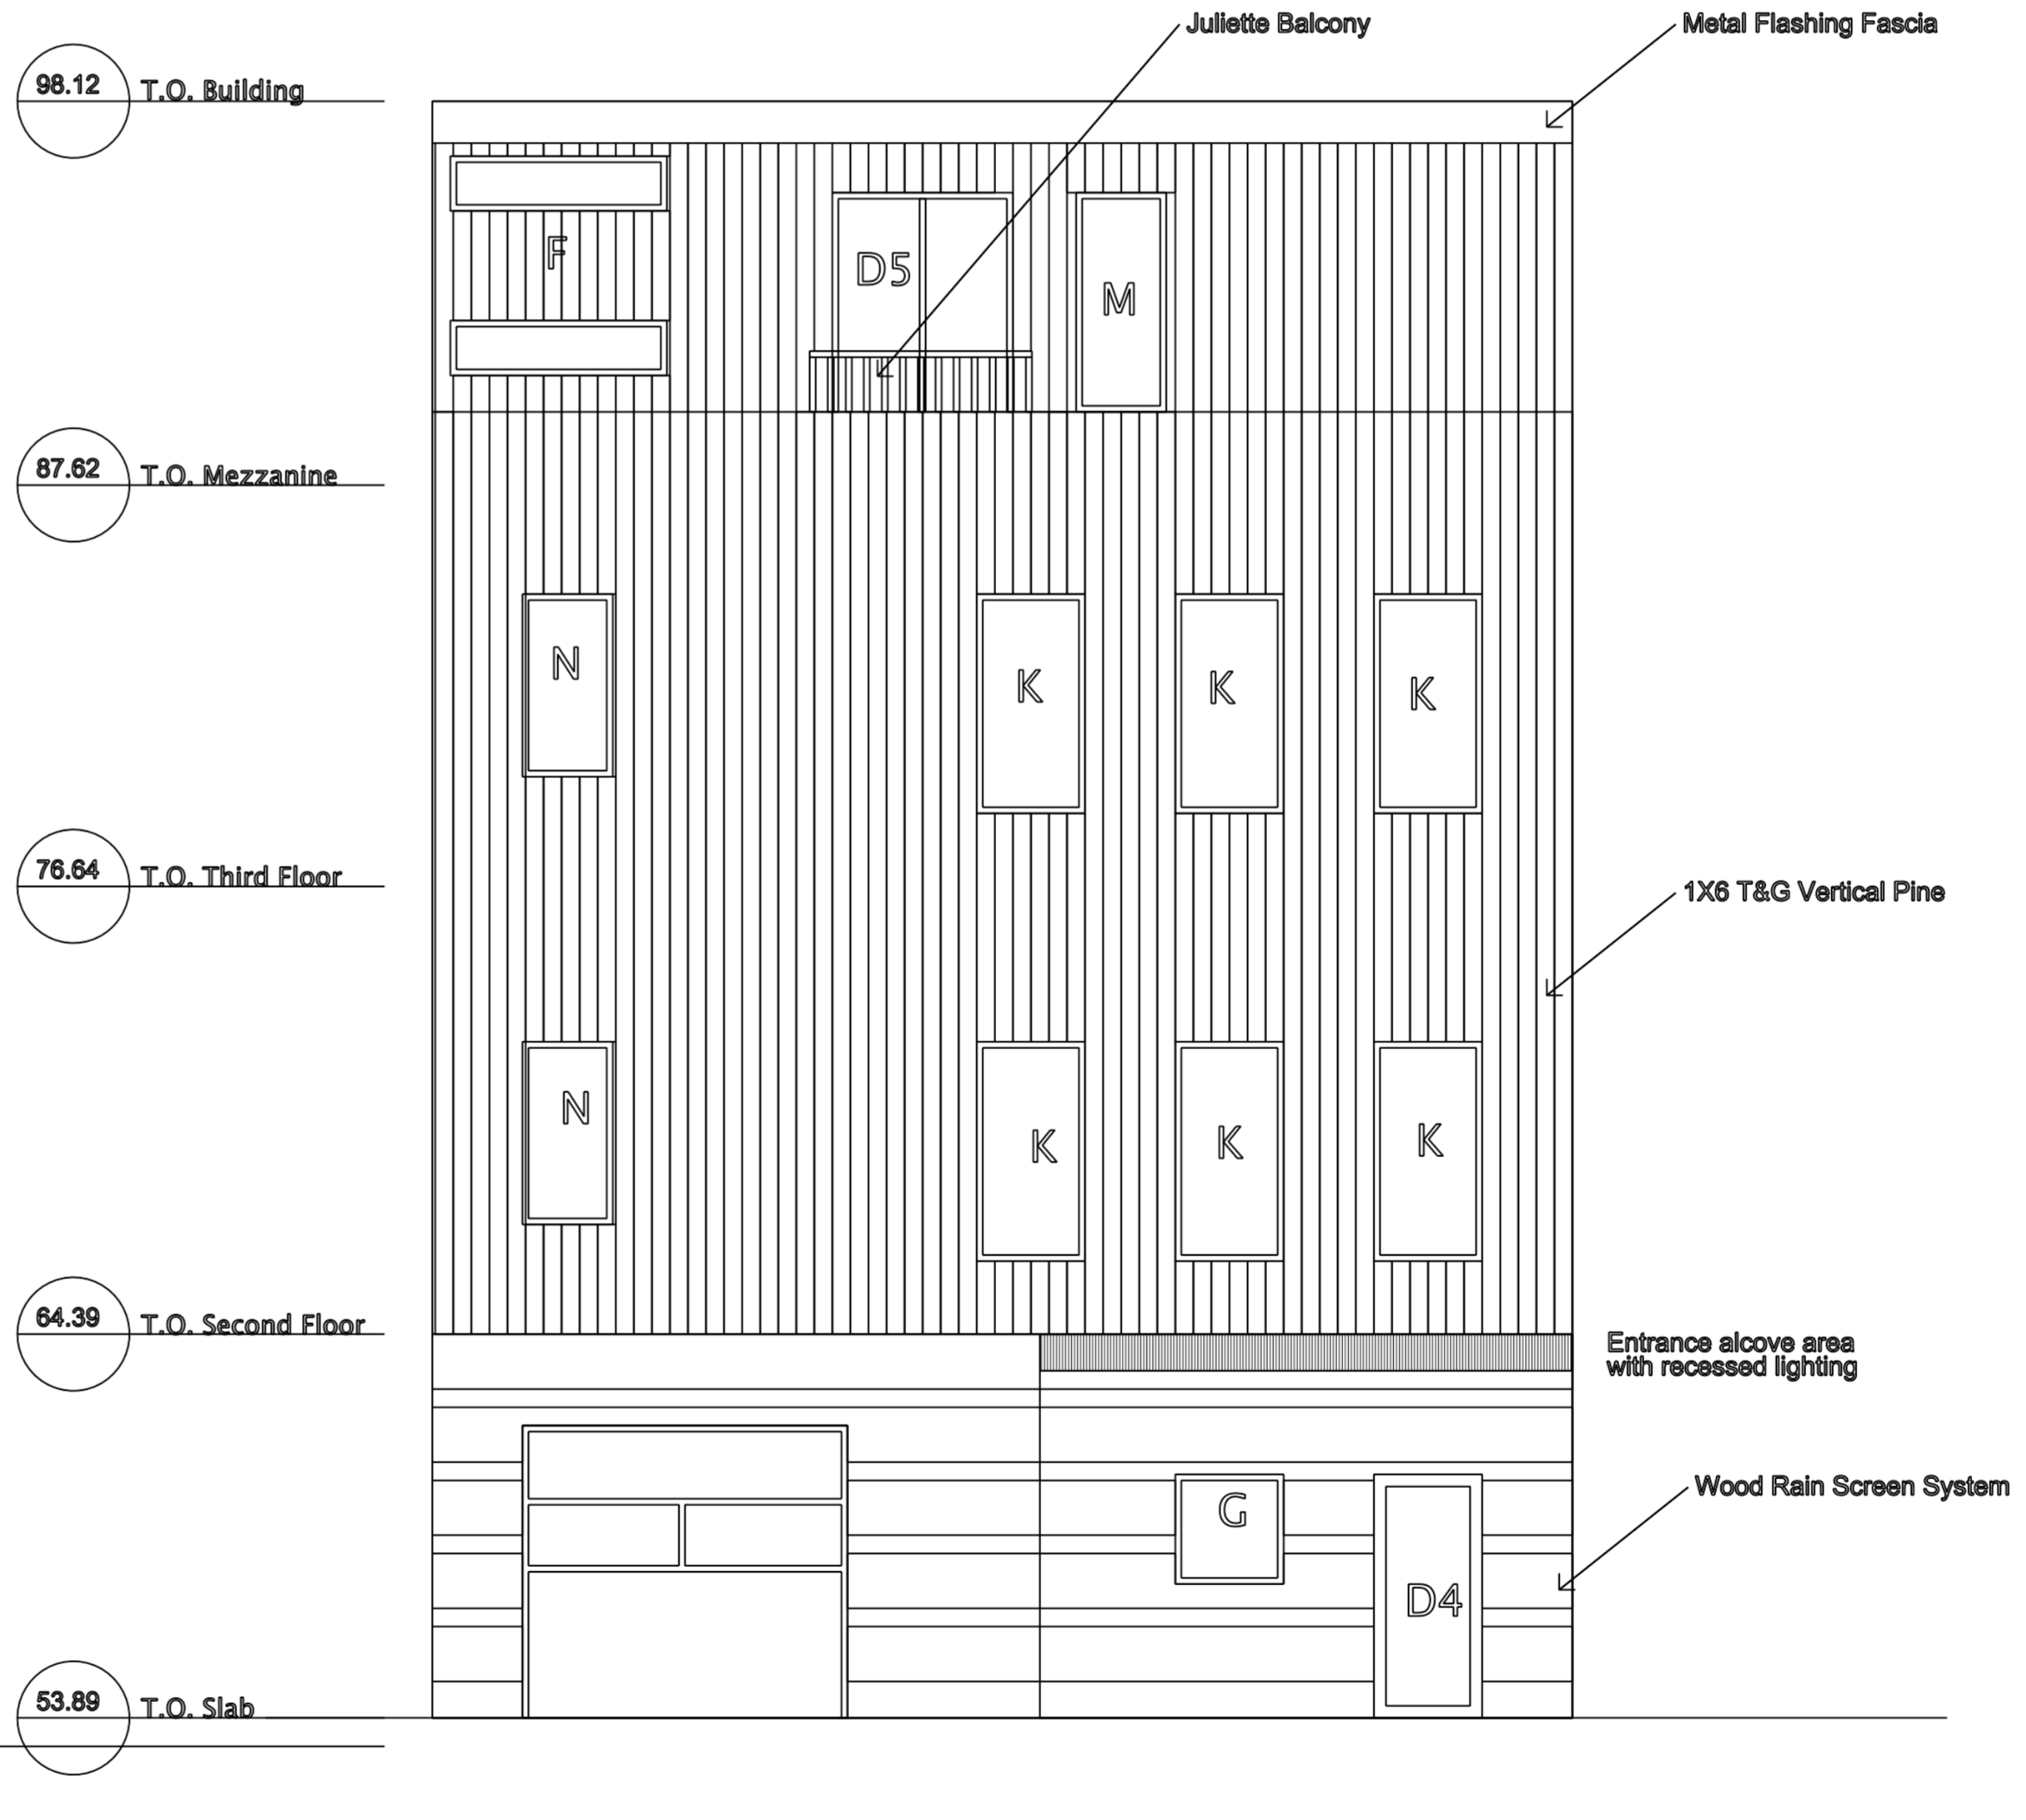 Juliette Balcony
Metal Flashing Fascia
98.12 T.O. Building
F
D5
M
87.62 T.O. Mezzanine
N
K
K
K
76.64 T.O. Third Floor
1X6 T&G Vertical Pine
N
K
K
K
64.39 T.O. Second Floor
Entrance alcove area
with recessed lighting
Wood Rain Screen System
G
D4
53.89 T.O. Slab